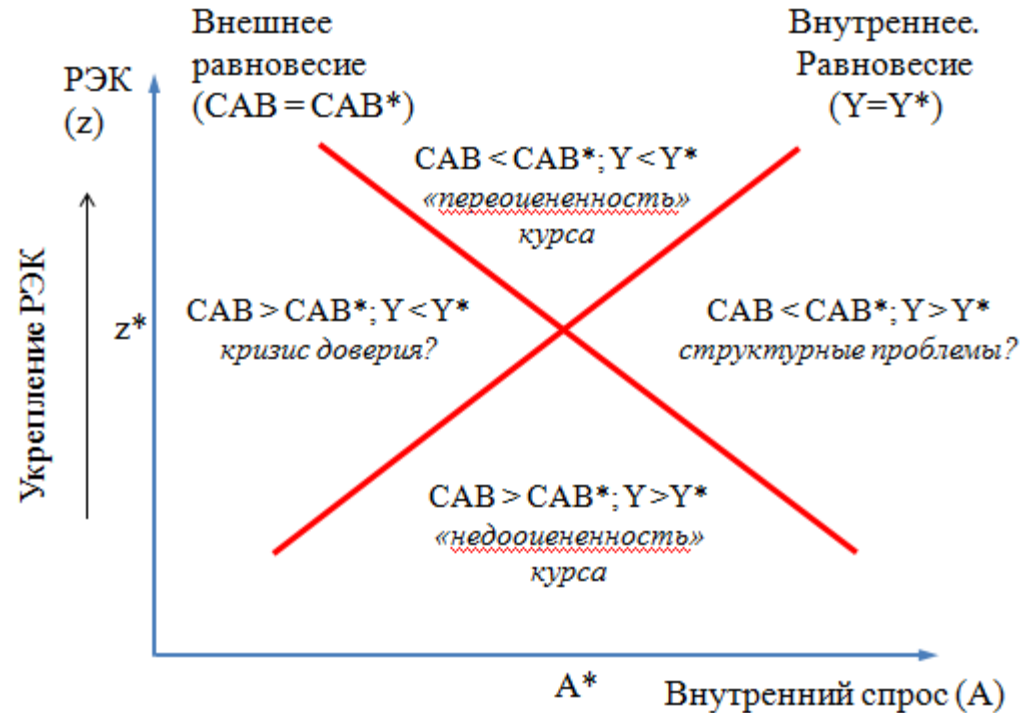 Внешнее
равновесие
(CAB = CAB*)
Внутреннее.
Равновесие
(Y=Y*)
РЭК
(z)
CAB < CAB*; Y < Y*
«переоцененность»
курса
Укрепление РЭК
z*
CAB > CAB*; Y < Y*
кризис доверия?
CAB < CAB*; Y > Y*
структурные проблемы?
CAB > CAB*; Y >Y*
«недооцененность»
курса
A*
Внутренний спрос (A)